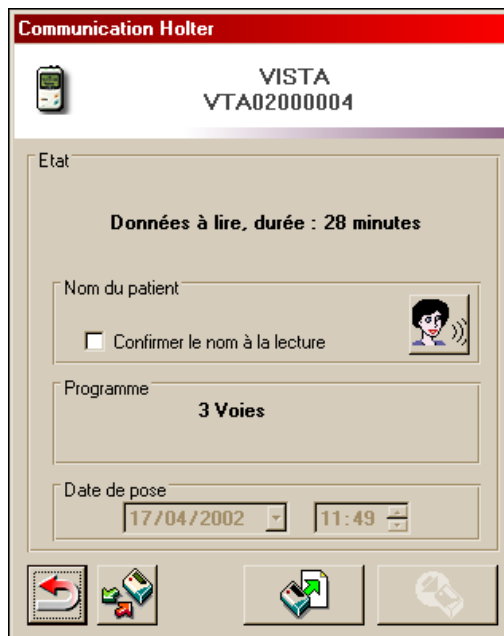 Communication Holter
VISTA
VTA02000004
Etat
Données à lire, durée : 28 minutes
Nom du patient
Confirmer le nom à la lecture
Programme
3 Voies
Date de pose
17/04/2002 11:49